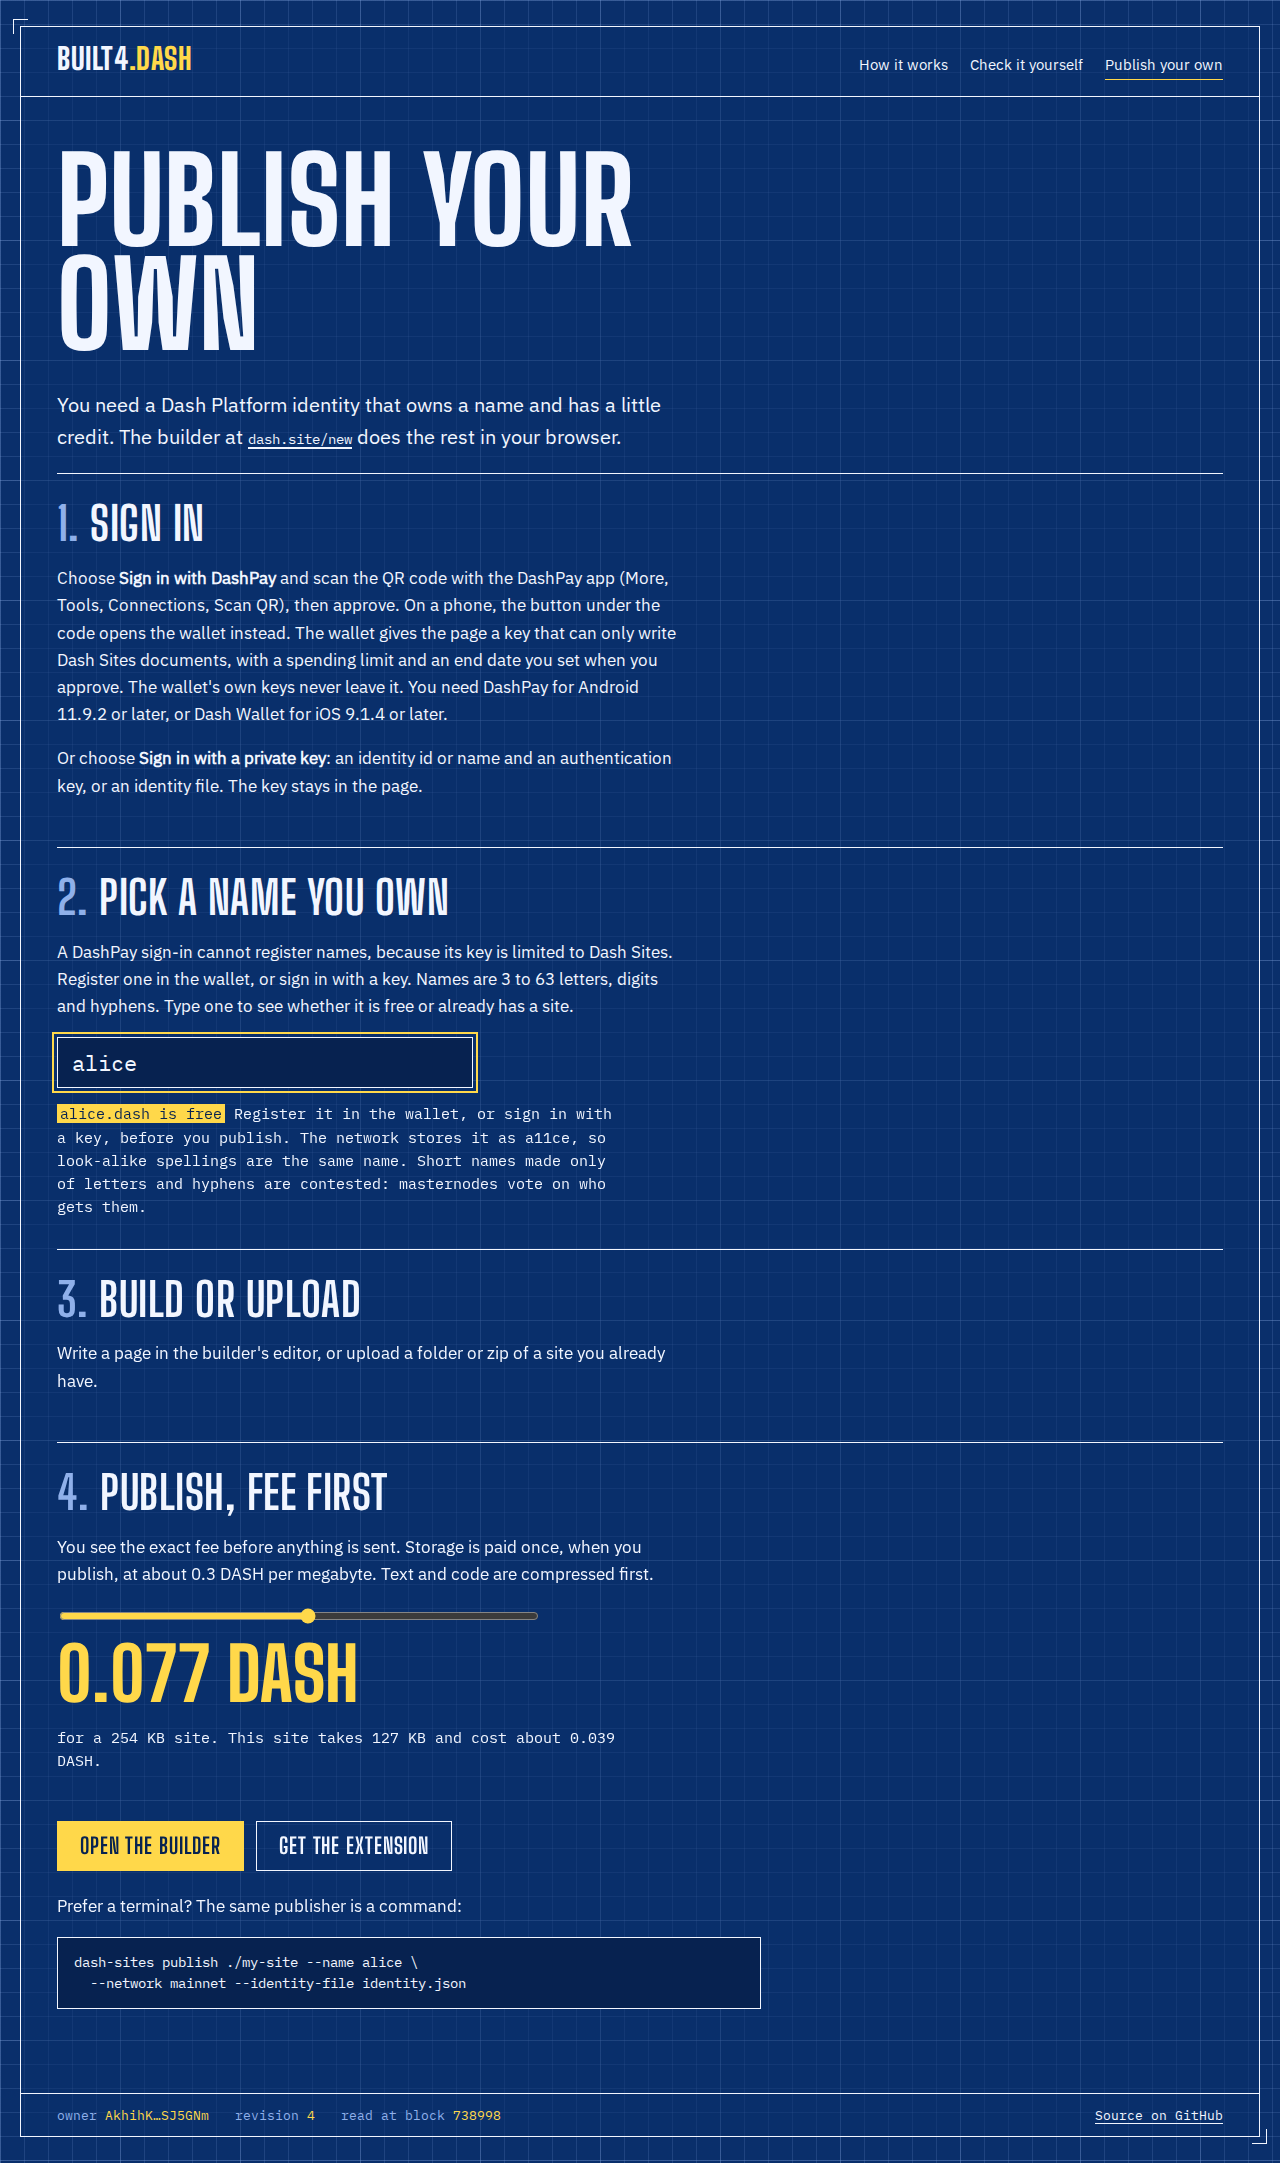 BUILT4.DASH
How it works Check it yourself Publish your own
PUBLISH YOUR
OWN
You need a Dash Platform identity that owns a name and has a little
credit. The builder at dash.site/new does the rest in your browser.
1. SIGN IN
Choose Sign in with DashPay and scan the QR code with the DashPay app (More,
Tools, Connections, Scan QR), then approve. On a phone, the button under the
code opens the wallet instead. The wallet gives the page a key that can only write
Dash Sites documents, with a spending limit and an end date you set when you
approve. The wallet's own keys never leave it. You need DashPay for Android
11.9.2 or later, or Dash Wallet for iOS 9.1.4 or later.
Or choose Sign in with a private key: an identity id or name and an authentication
key, or an identity file. The key stays in the page.
2. PICK A NAME YOU OWN
A DashPay sign-in cannot register names, because its key is limited to Dash Sites.
Register one in the wallet, or sign in with a key. Names are 3 to 63 letters, digits
and hyphens. Type one to see whether it is free or already has a site.
alice
alice.dash is free Register it in the wallet, or sign in with
a key, before you publish. The network stores it as a11ce, so
look-alike spellings are the same name. Short names made only
of letters and hyphens are contested: masternodes vote on who
gets them.
3. BUILD OR UPLOAD
Write a page in the builder's editor, or upload a folder or zip of a site you already
have.
4. PUBLISH, FEE FIRST
You see the exact fee before anything is sent. Storage is paid once, when you
publish, at about 0.3 DASH per megabyte. Text and code are compressed first.
0.077 DASH
for a 254 KB site. This site takes 127 KB and cost about 0.039
DASH.
OPEN THE BUILDER GET THE EXTENSION
Prefer a terminal? The same publisher is a command:
dash-sites publish ./my-site --name alice \
--network mainnet --identity-file identity.json
owner AkhihK…SJ5GNm revision 4 read at block 738998 Source on GitHub